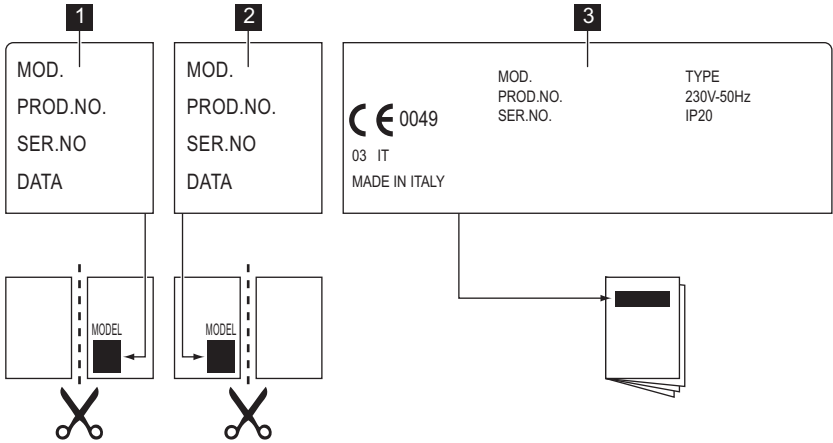 1
MOD.
PROD.NO.
SER.NO
DATA
2
MOD.
PROD.NO.
SER.NO
DATA
3
MOD. TYPE
PROD.NO. 230V-50Hz
CE 0049 SER.NO. IP20
03 IT
MADE IN ITALY
MODEL
MODEL